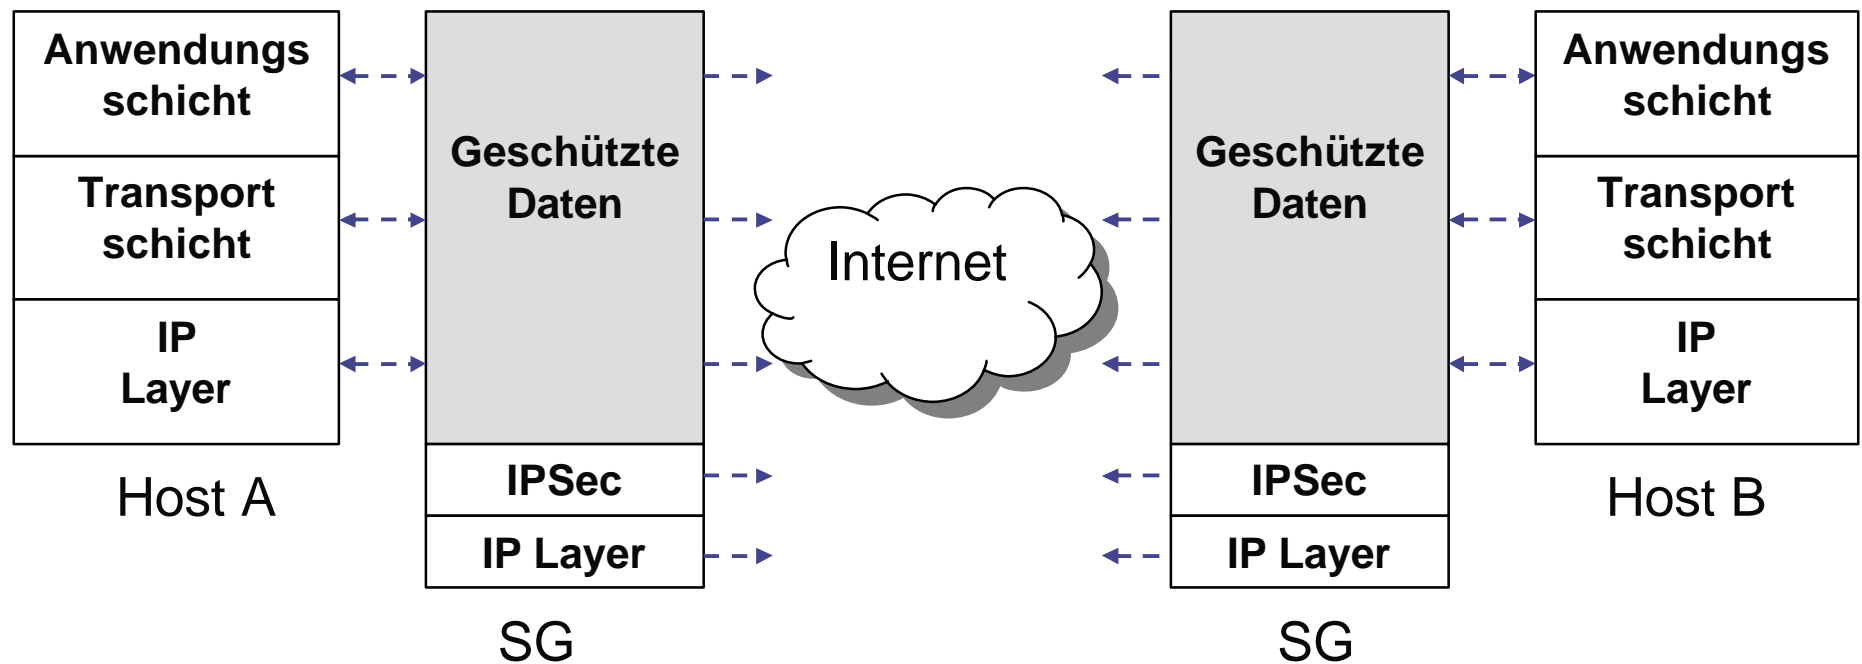 Anwendungs
schicht
Transport
schicht
IP
Layer
Host A
Geschützte
Daten
IPSec
IP Layer
SG
Internet
Geschützte
Daten
IPSec
IP Layer
SG
Anwendungs
schicht
Transport
schicht
IP
Layer
Host B